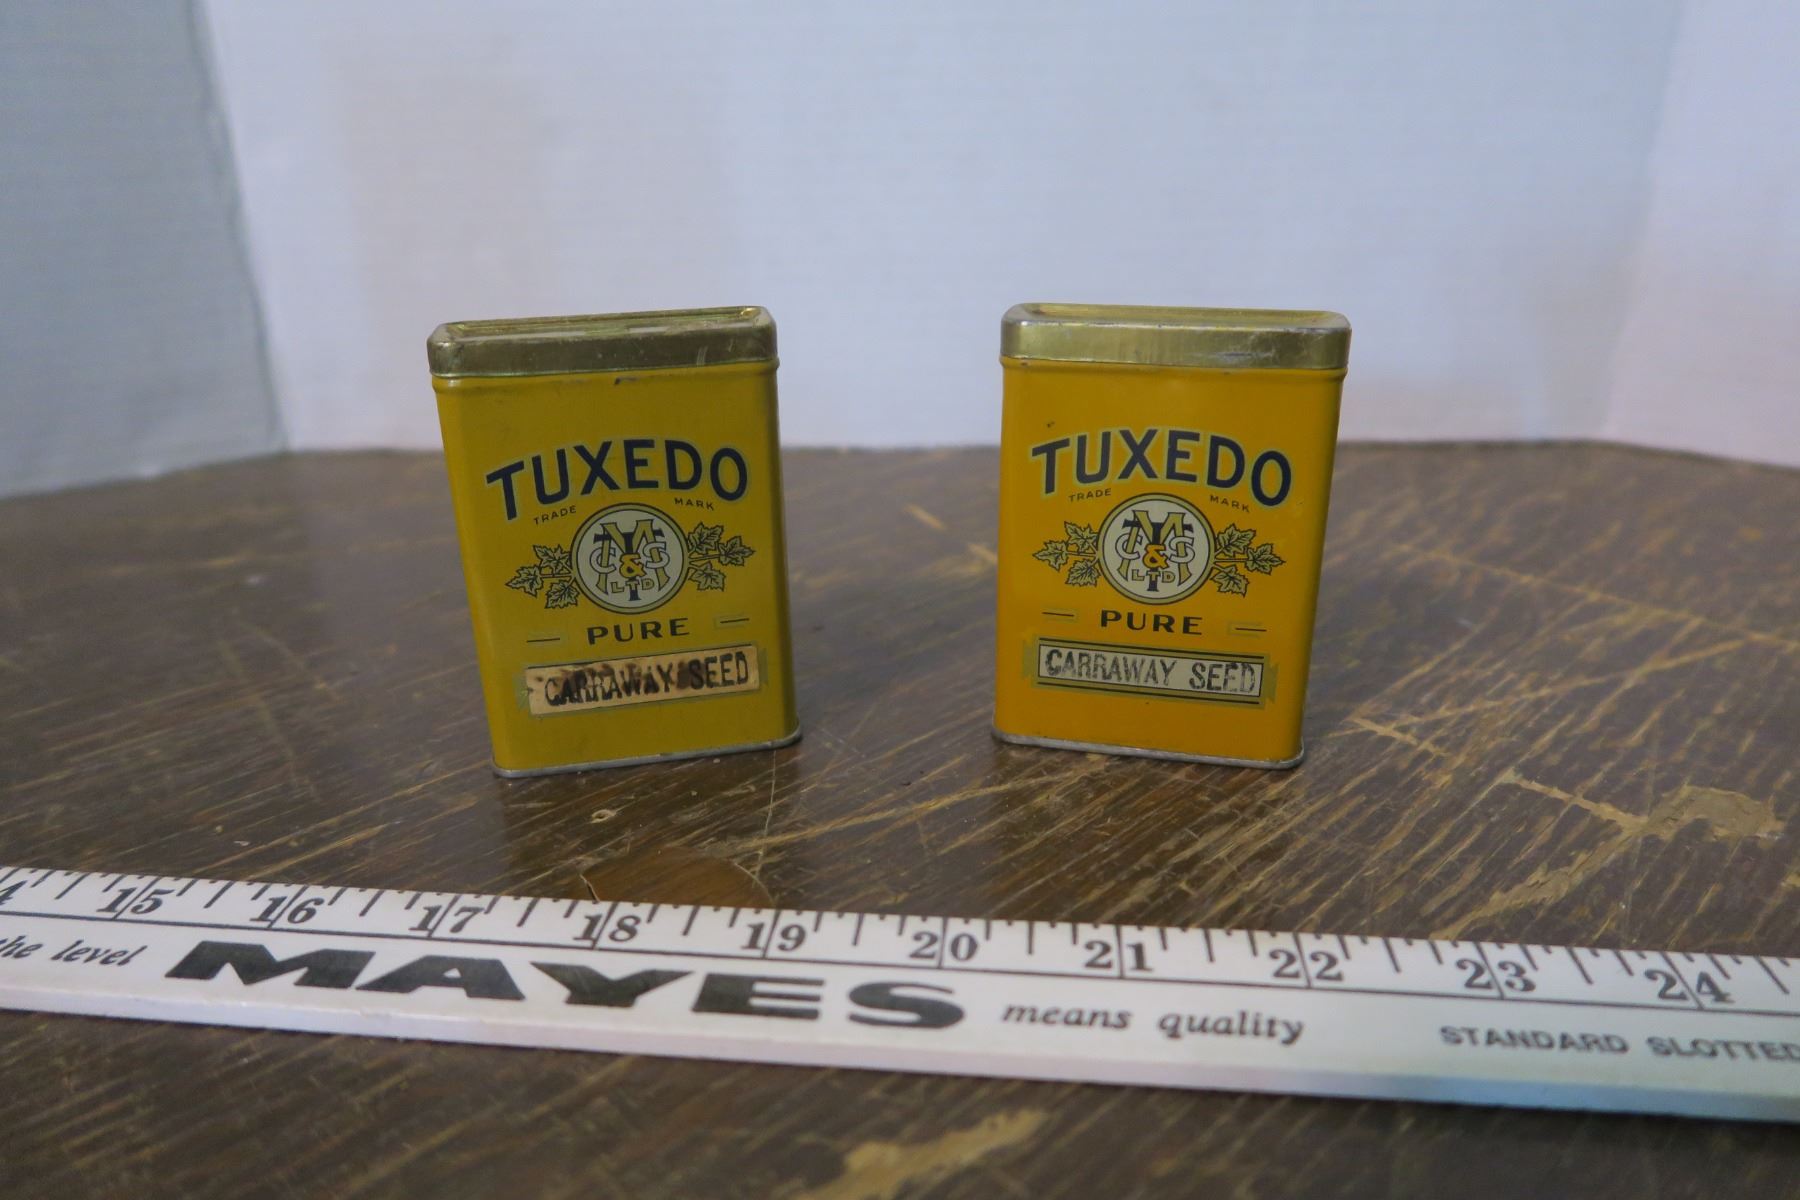 TUXEDO
TRADE MARK
M
C & S
LTD
T
PURE
CARRAWAY SEED
TUXEDO
TRADE MARK
M
C & S
LTD
T
PURE
CARRAWAY SEED
4 15 16 17 18 19 20 21 22 23 24
the level MAYES means quality STANDARD SLOTTED